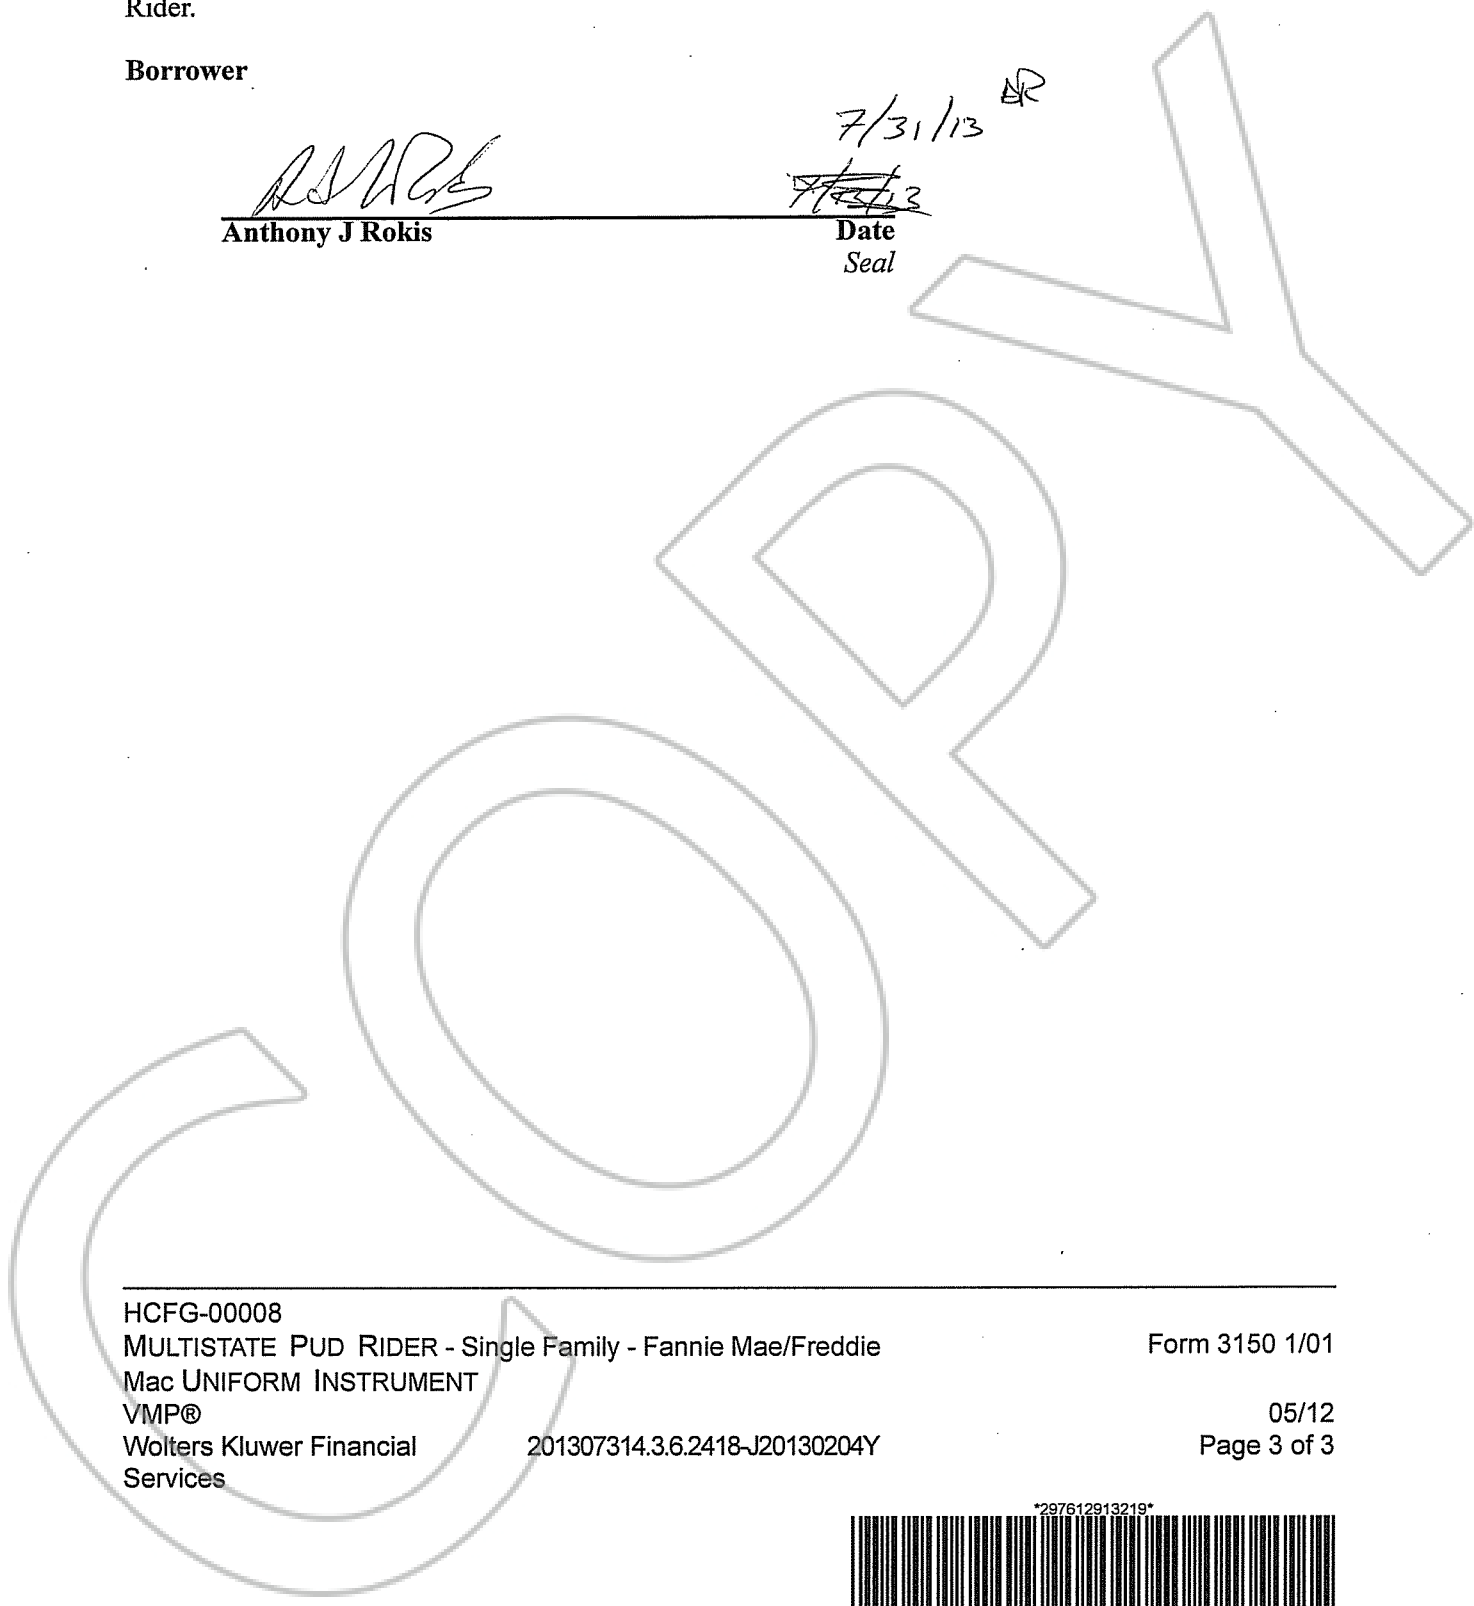 Rider.
Borrower
7/31/13 AR
Anthony J Rokis
Date
Seal
COPY
HCFG-00008
MULTISTATE PUD RIDER - Single Family - Fannie Mae/Freddie
Mac UNIFORM INSTRUMENT
Form 3150 1/01
VMP®
05/12
Wolters Kluwer Financial
Services
201307314.3.6.2418-J20130204Y
Page 3 of 3
*297612913219*